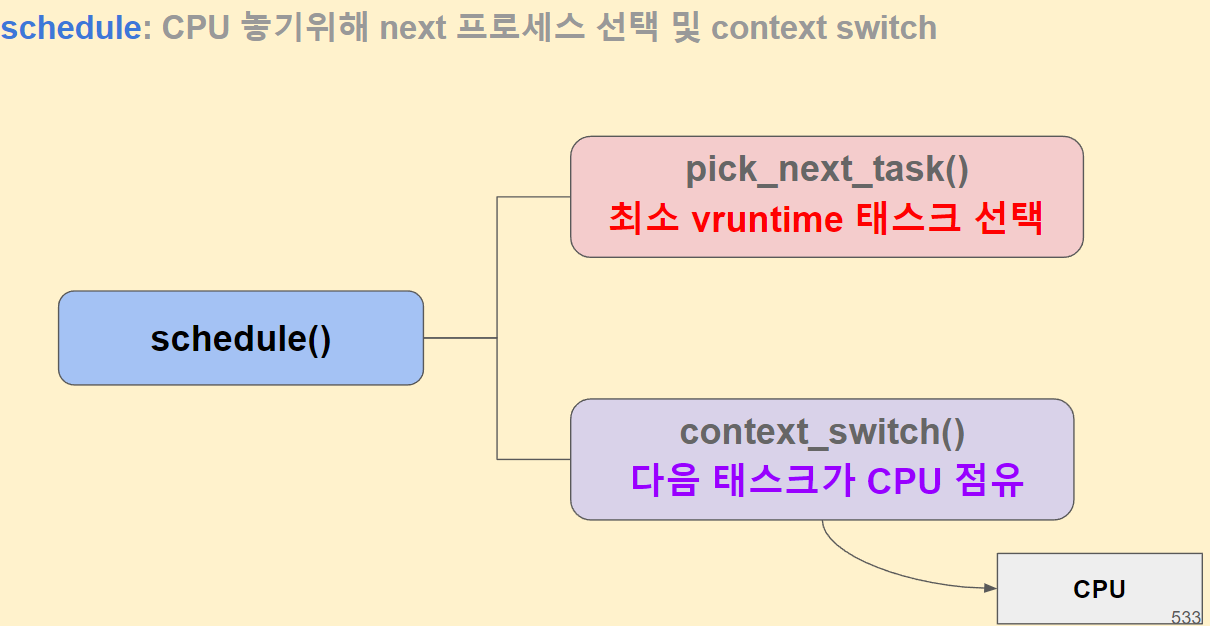 schedule: CPU 놓기위해 next 프로세스 선택 및 context switch
pick_next_task()
최소 vruntime 태스크 선택
schedule()
context_switch()
다음 태스크가 CPU 점유
CPU
533